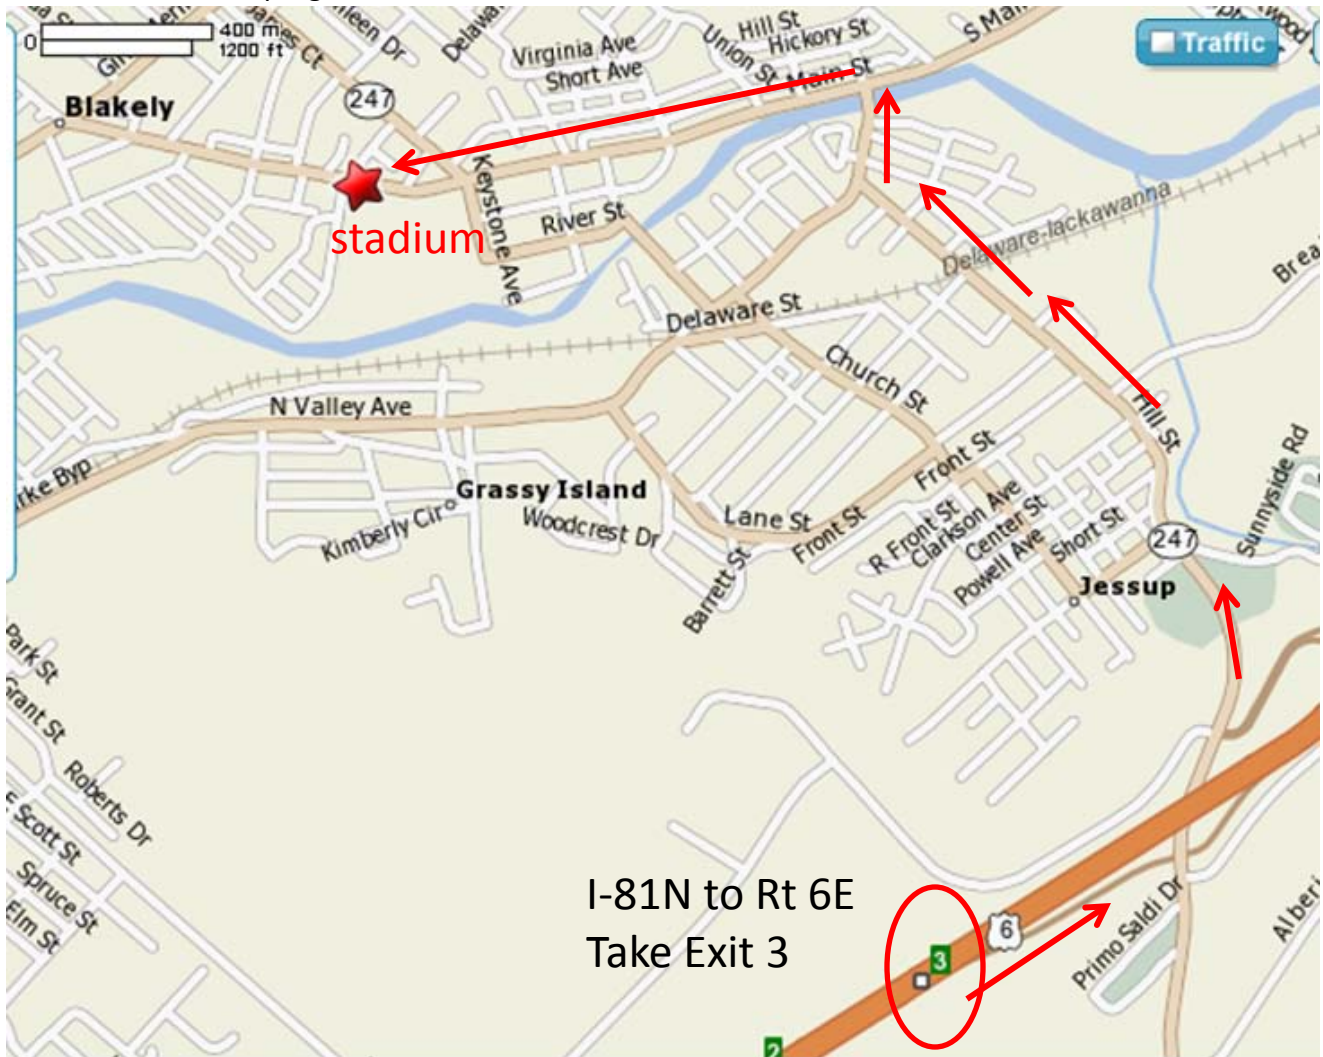 0
400 m
1200 ft
Hill St
Hickory St
Union St
Virginia Ave
Short Ave
Main St
Traffic
Blakely
247
Keystone Ave
River St
stadium
Delaware-lackawanna
Delaware St
Church St
N Valley Ave
Hill St
Front St
Sunnyside Rd
Grassy Island
Kimberly Cir
Woodcrest Dr
Lane St
Front St
R Front St
Clarkson Ave
Center St
Powell Ave
Short St
247
Barrett St
Jessup
Park St
Grant St
Roberts Dr
E Scott St
Spruce St
Elm St
I-81N to Rt 6E
Take Exit 3
6
3
Primo Saldi Dr
Alberi
2